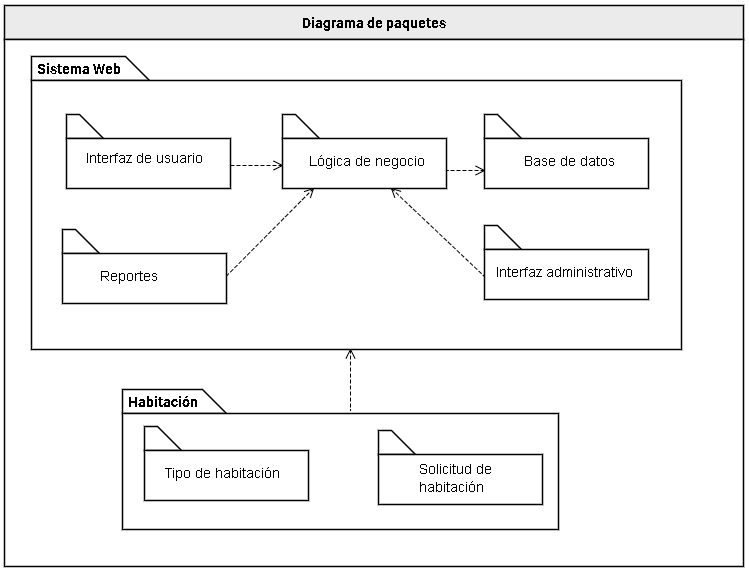 Diagrama de paquetes
Sistema Web
Interfaz de usuario
Lógica de negocio
Base de datos
Reportes
Interfaz administrativo
Habitación
Tipo de habitación
Solicitud de
habitación